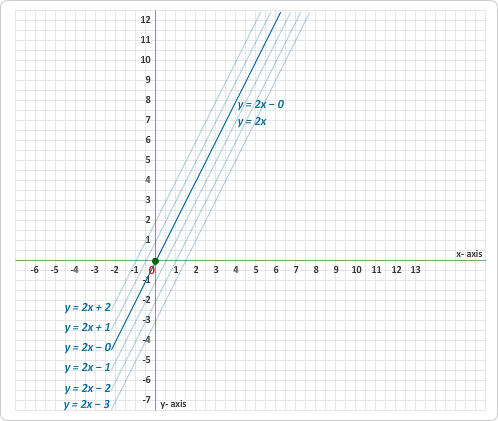 12
11
10
9
8
y = 2x – 0
7
y = 2x
6
5
4
3
2
1
x- axis
-6 -5 -4 -3 -2 -1 0 1 2 3 4 5 6 7 8 9 10 11 12 13
-1
-2
y = 2x + 2
-3
y = 2x + 1
-4
y = 2x – 0
-5
y = 2x – 1
-6
y = 2x – 2
-7
y = 2x – 3
y- axis